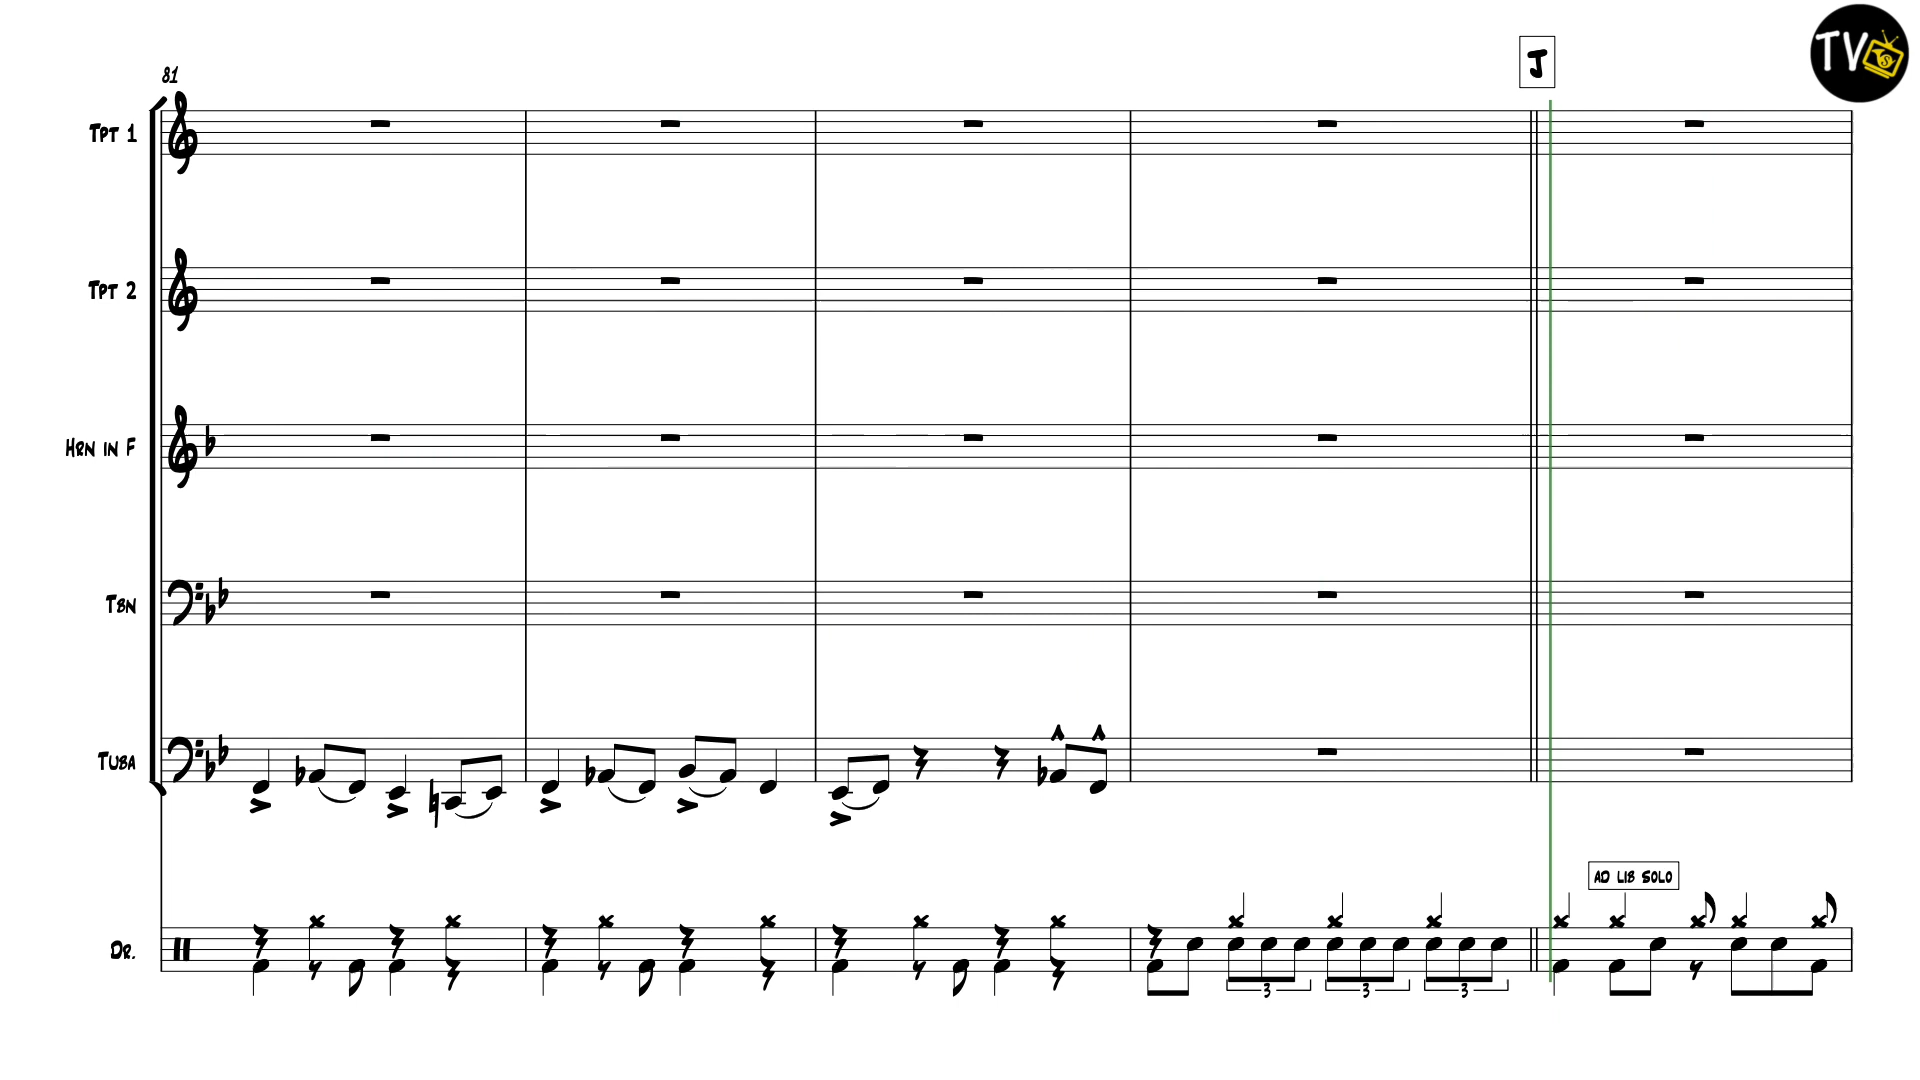 TV
81
J
TPT 1
TPT 2
HRN IN F
TBN
TUBA
AD LIB SOLO
DR.
3 3 3